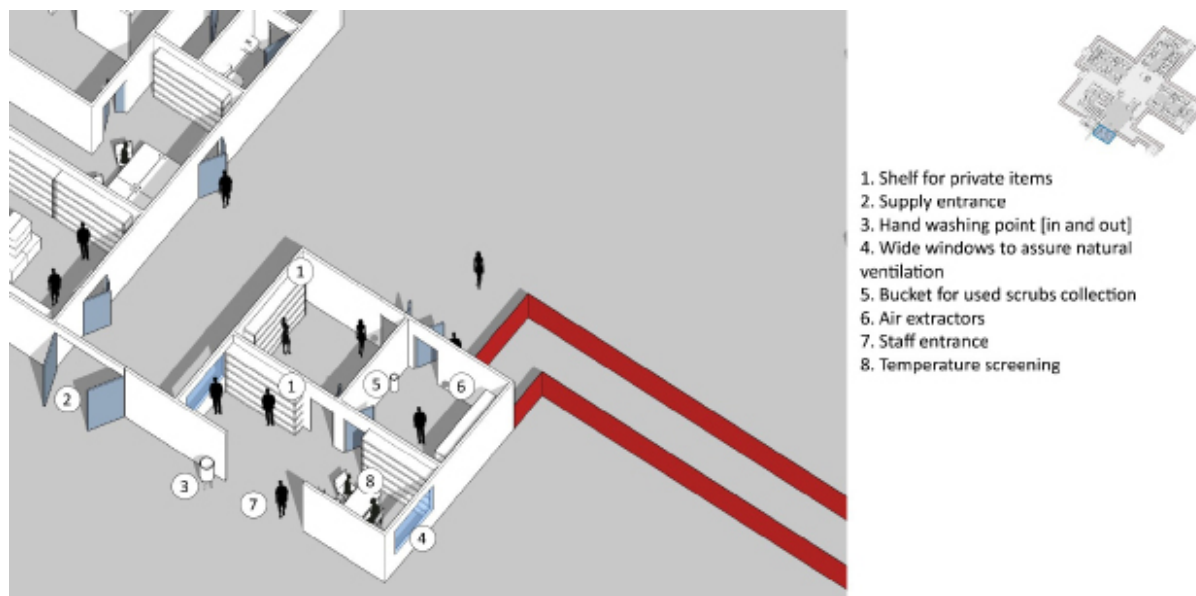 1. Shelf for private items
2. Supply entrance
3. Hand washing point [in and out]
4. Wide windows to assure natural
ventilation
5. Bucket for used scrubs collection
6. Air extractors
7. Staff entrance
8. Temperature screening
1
1
5
6
2
8
3
7
4